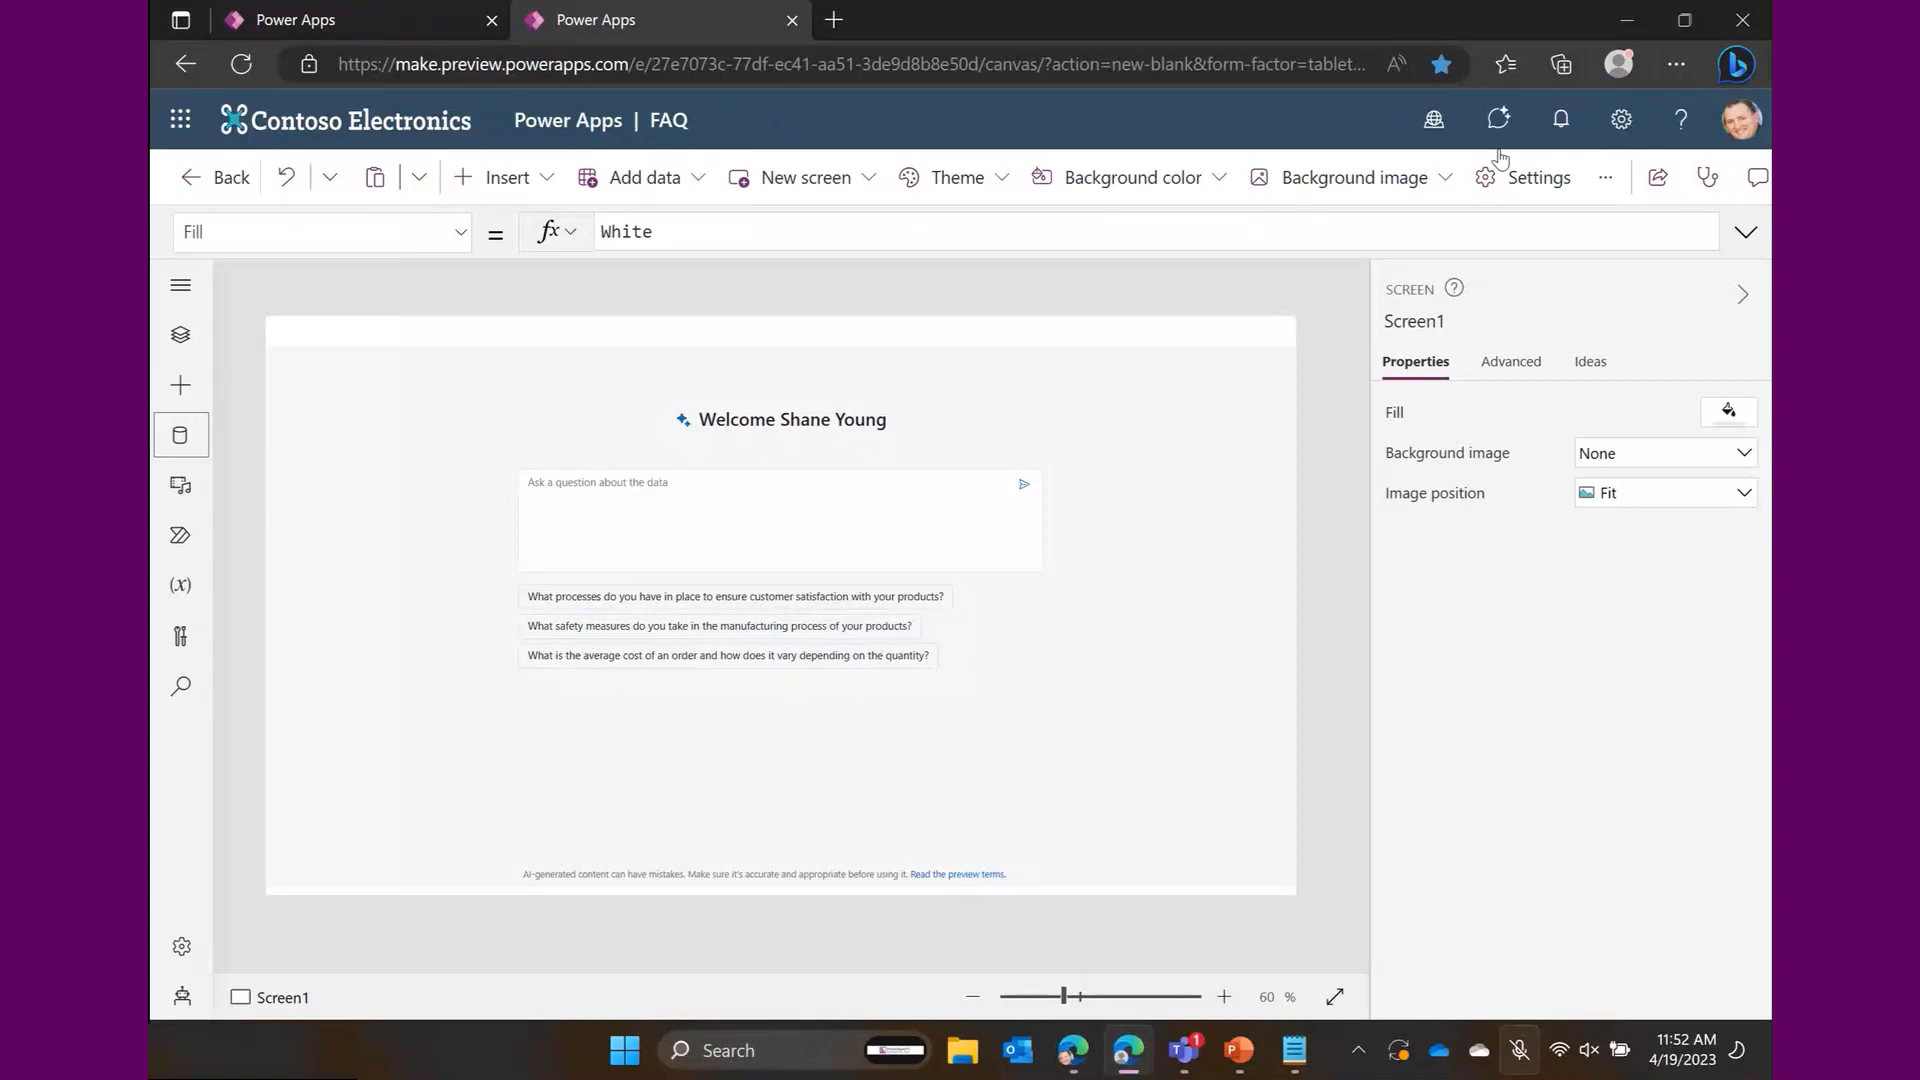 Power Apps
Power Apps
https://make.preview.powerapps.com/e/27e7073c-77df-ec41-aa51-3de9d8b8e50d/canvas/?action=new-blank&form-factor=tablet...
Contoso Electronics
Power Apps | FAQ
Back
Insert
Add data
New screen
Theme
Background color
Background image
Settings
Fill
=
fx
White
SCREEN
Screen1
Properties
Advanced
Ideas
Fill
Background image
None
Image position
Fit
Welcome Shane Young
Ask a question about the data
What processes do you have in place to ensure customer satisfaction with your products?
What safety measures do you take in the manufacturing process of your products?
What is the average cost of an order and how does it vary depending on the quantity?
AI-generated content can have mistakes. Make sure it's accurate and appropriate before using it. Read the preview terms.
Screen1
60 %
Search
1
11:52 AM
4/19/2023